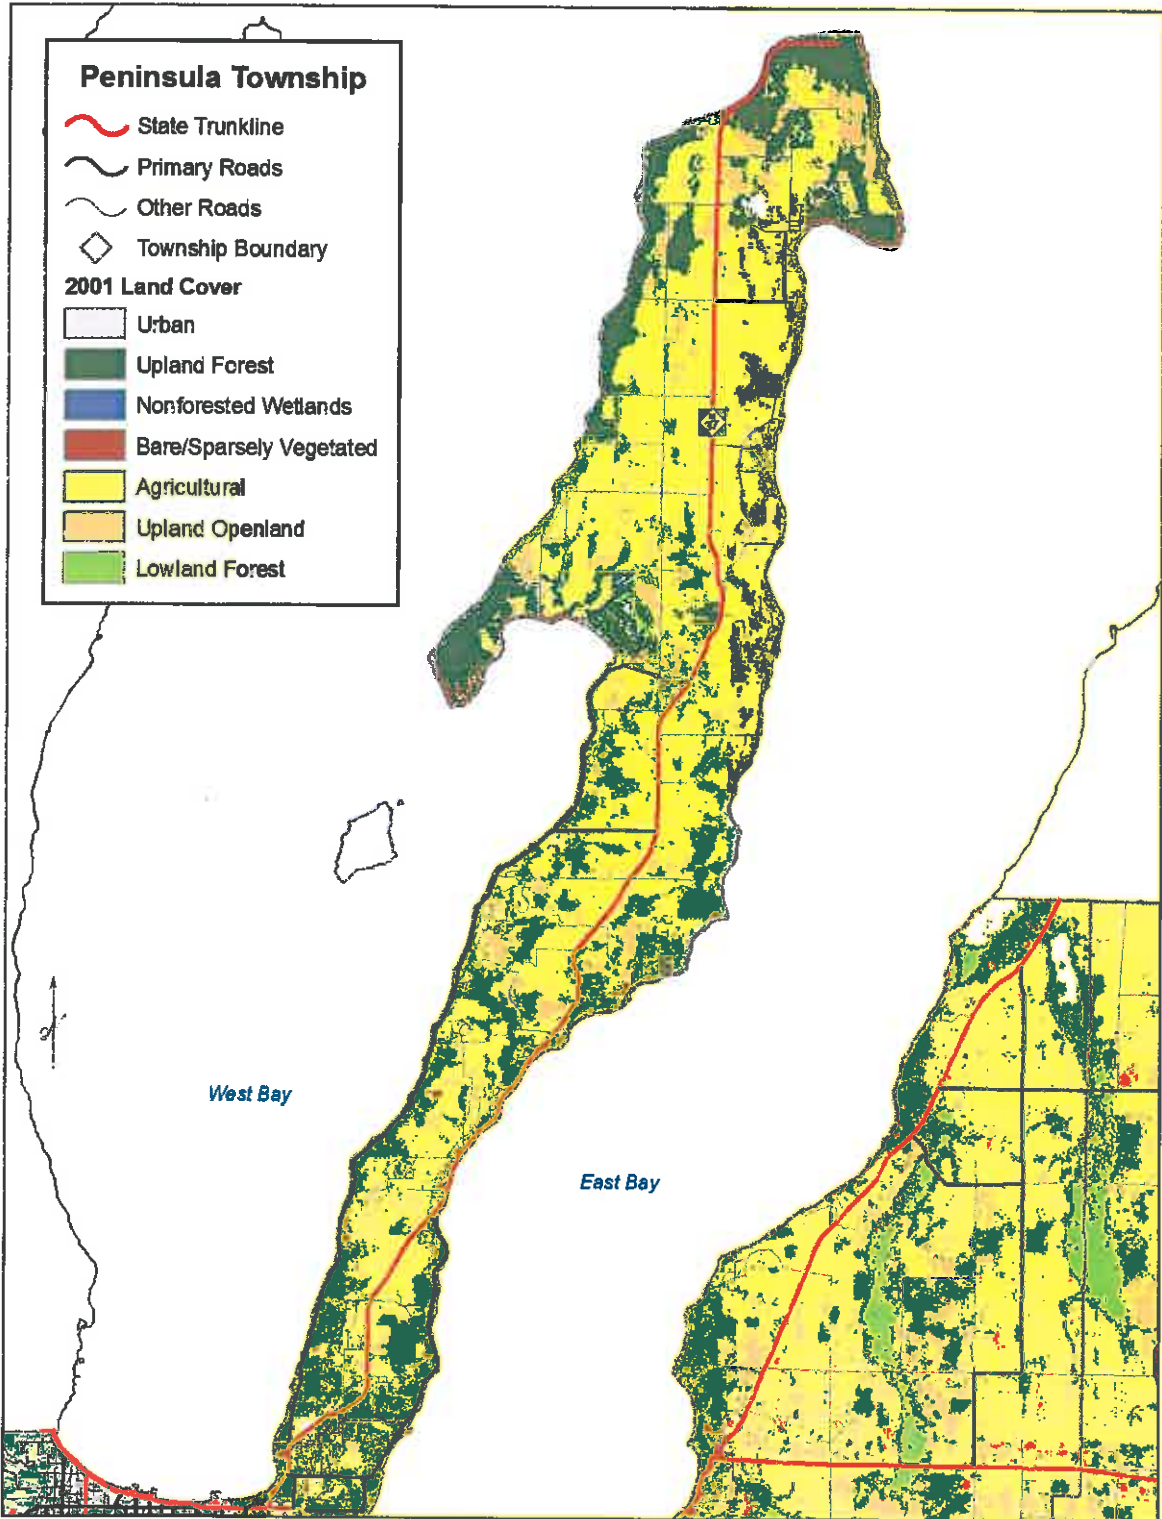 Peninsula Township
State Trunkline
Primary Roads
Other Roads
Township Boundary
2001 Land Cover
Urban
Upland Forest
Nonforested Wetlands
Bare/Sparsely Vegetated
Agricultural
Upland Openland
Lowland Forest
West Bay
East Bay